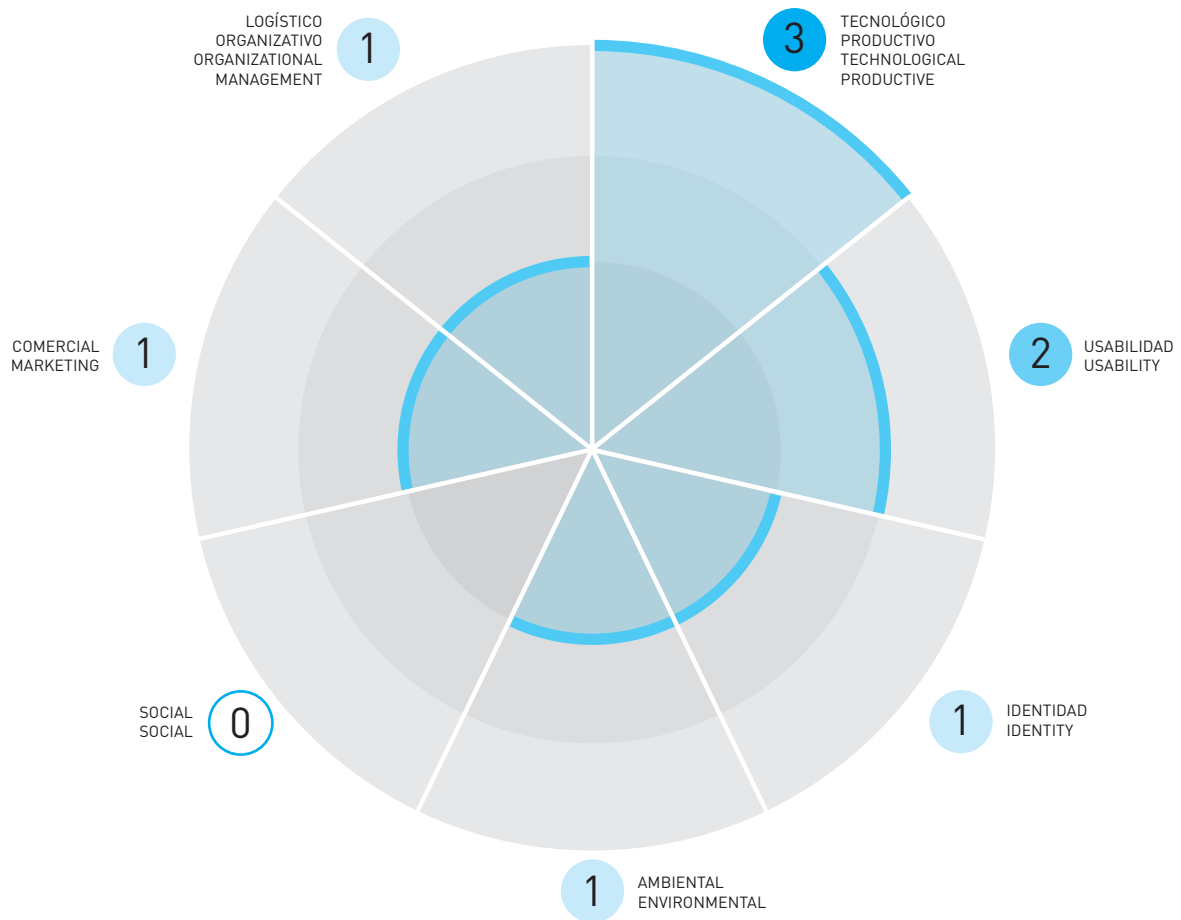 LOGÍSTICO
ORGANIZATIVO
ORGANIZATIONAL
MANAGEMENT
1
3
TECNOLÓGICO
PRODUCTIVO
TECHNOLOGICAL
PRODUCTIVE
COMERCIAL
MARKETING
1
2
USABILIDAD
USABILITY
SOCIAL
SOCIAL
0
1
IDENTIDAD
IDENTITY
1
AMBIENTAL
ENVIRONMENTAL